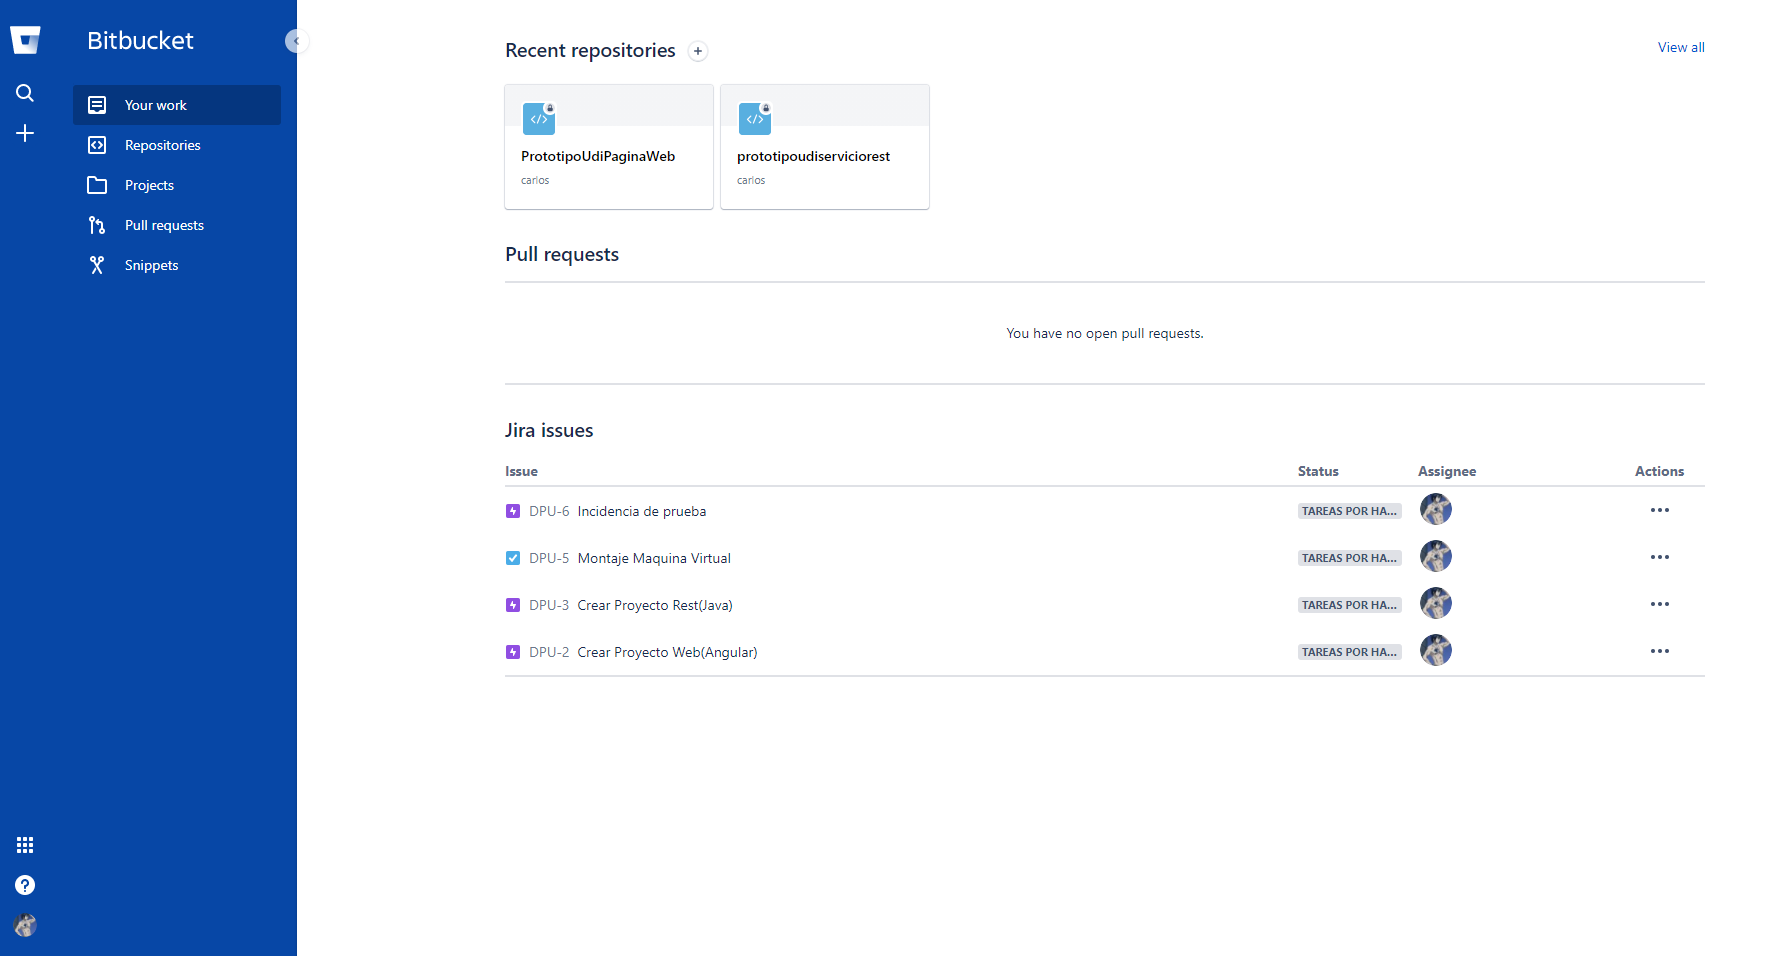 Bitbucket
Your work
Repositories
Projects
Pull requests
Snippets
Recent repositories
View all
PrototipoUdiPaginaWeb
carlos
prototipoudiserviciorest
carlos
Pull requests
You have no open pull requests.
Jira issues
Issue Status Assignee Actions
DPU-6 Incidencia de prueba TAREAS POR HA...
DPU-5 Montaje Maquina Virtual TAREAS POR HA...
DPU-3 Crear Proyecto Rest(Java) TAREAS POR HA...
DPU-2 Crear Proyecto Web(Angular) TAREAS POR HA...